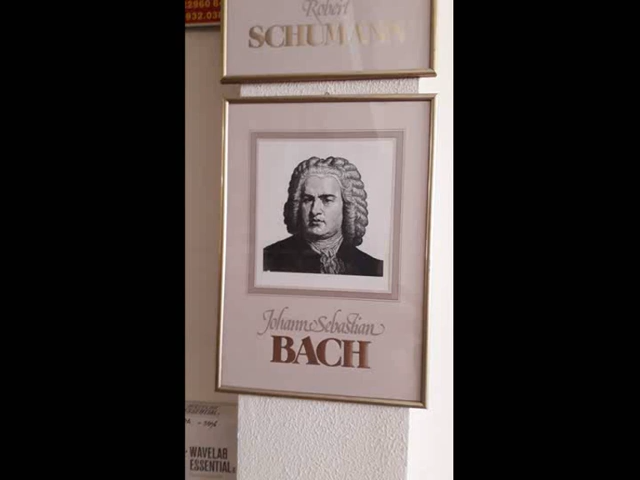 Robert
SCHUMANN
Johann Sebastian
BACH
WAVELAB
ESSENTIAL